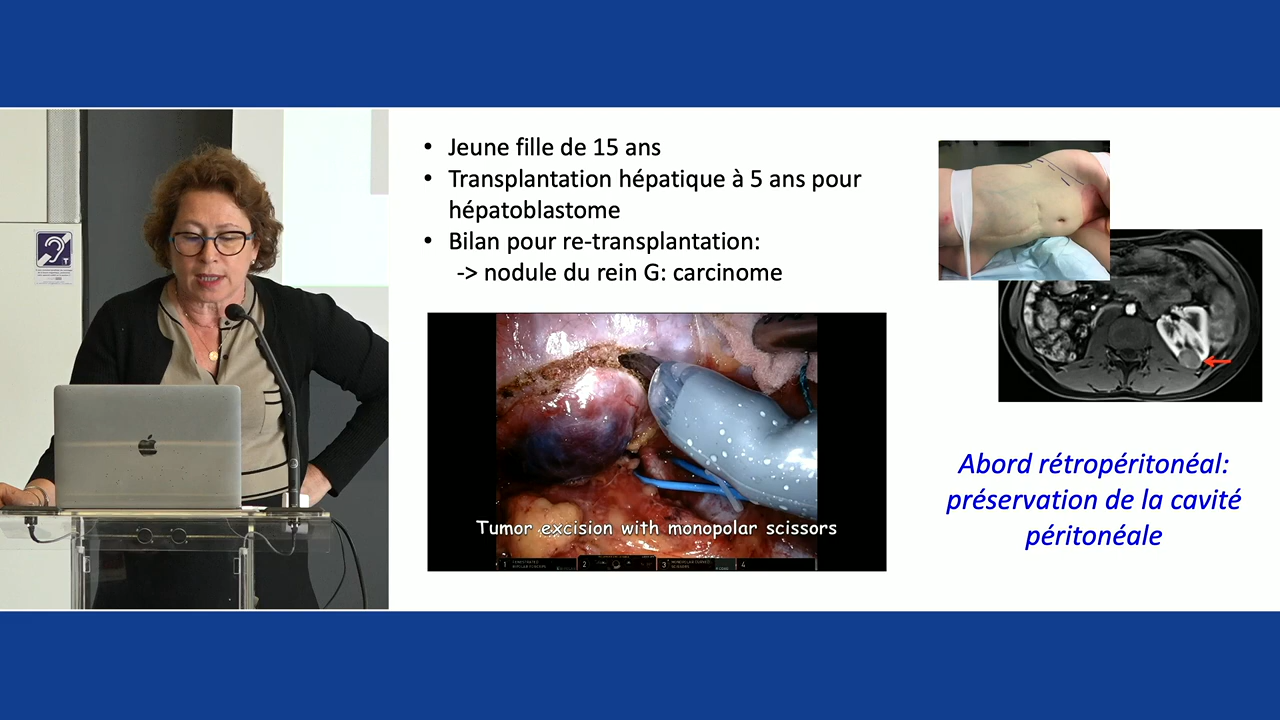 Jeune fille de 15 ans
Transplantation hépatique à 5 ans pour
hépatoblastome
Bilan pour re-transplantation:
-> nodule du rein G: carcinome
Tumor excision with monopolar scissors
Abord rétropéritonéal:
préservation de la cavité
péritonéale